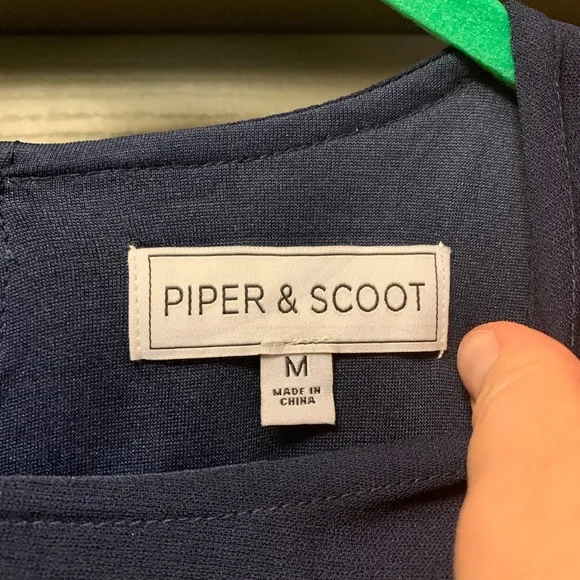 PIPER & SCOOT
M
MADE IN
CHINA